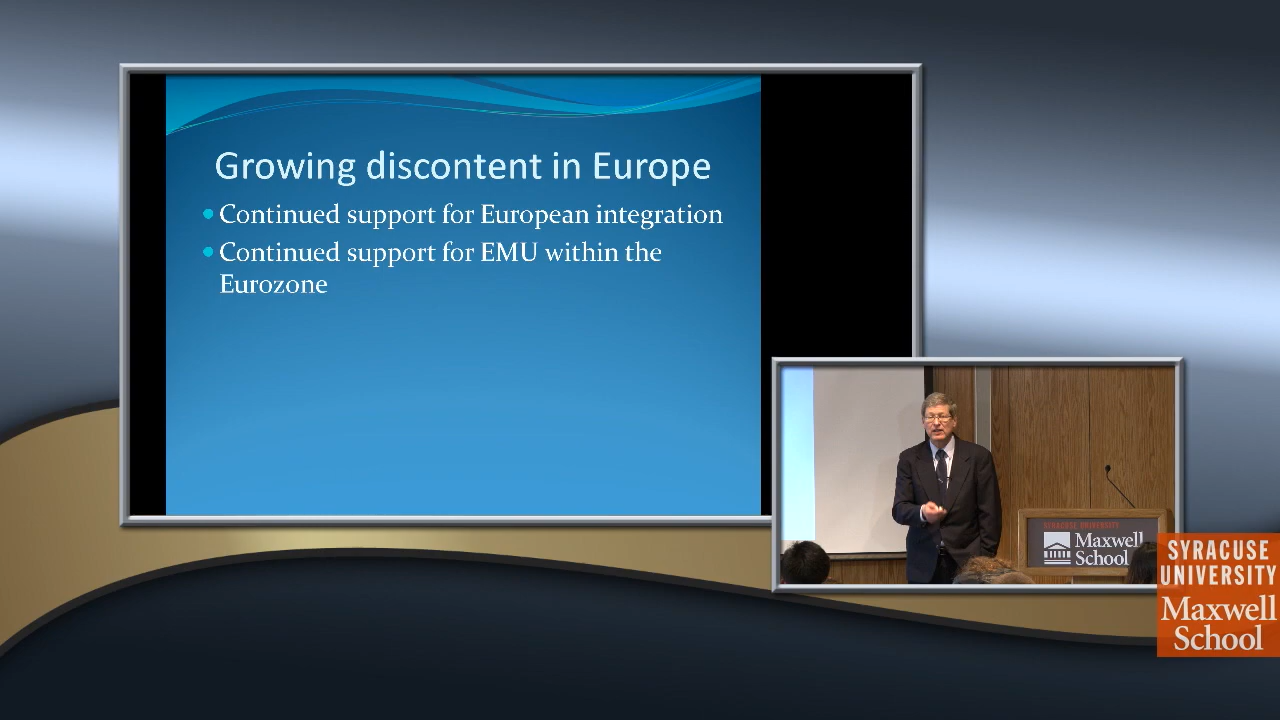 Growing discontent in Europe
Continued support for European integration
Continued support for EMU within the
Eurozone
SYRACUSE UNIVERSITY
Maxwell
School
SYRACUSE
UNIVERSITY
Maxwell
School